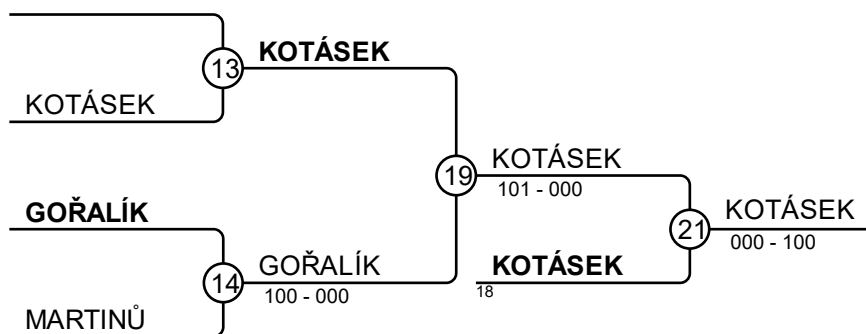 13
KOTÁSEK
KOTÁSEK
GOŘALÍK
14
GOŘALÍK
100 - 000
MARTINŮ
19
KOTÁSEK
101 - 000
KOTÁSEK
18
21
KOTÁSEK
000 - 100